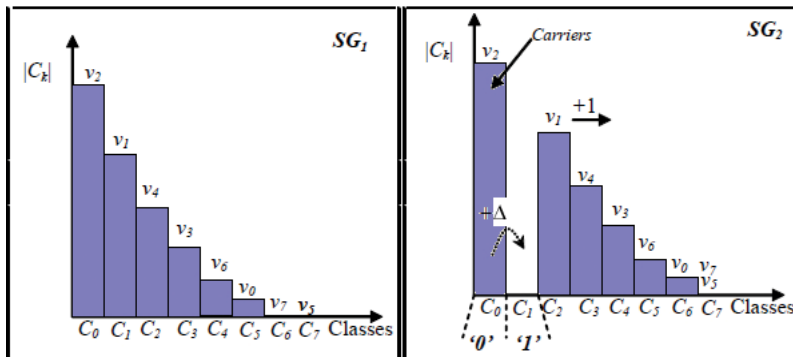 SG1
|Ck|
v2
v1
v4
v3
v6
v0
v7
v5
C0 C1 C2 C3 C4 C5 C6 C7 Classes
SG2
Carriers
|Ck|
v2
v1
+1
v4
+Δ
v3
v6
v0
v7
v5
C0 C1 C2 C3 C4 C5 C6 C7 Classes
‘0’ ‘1’